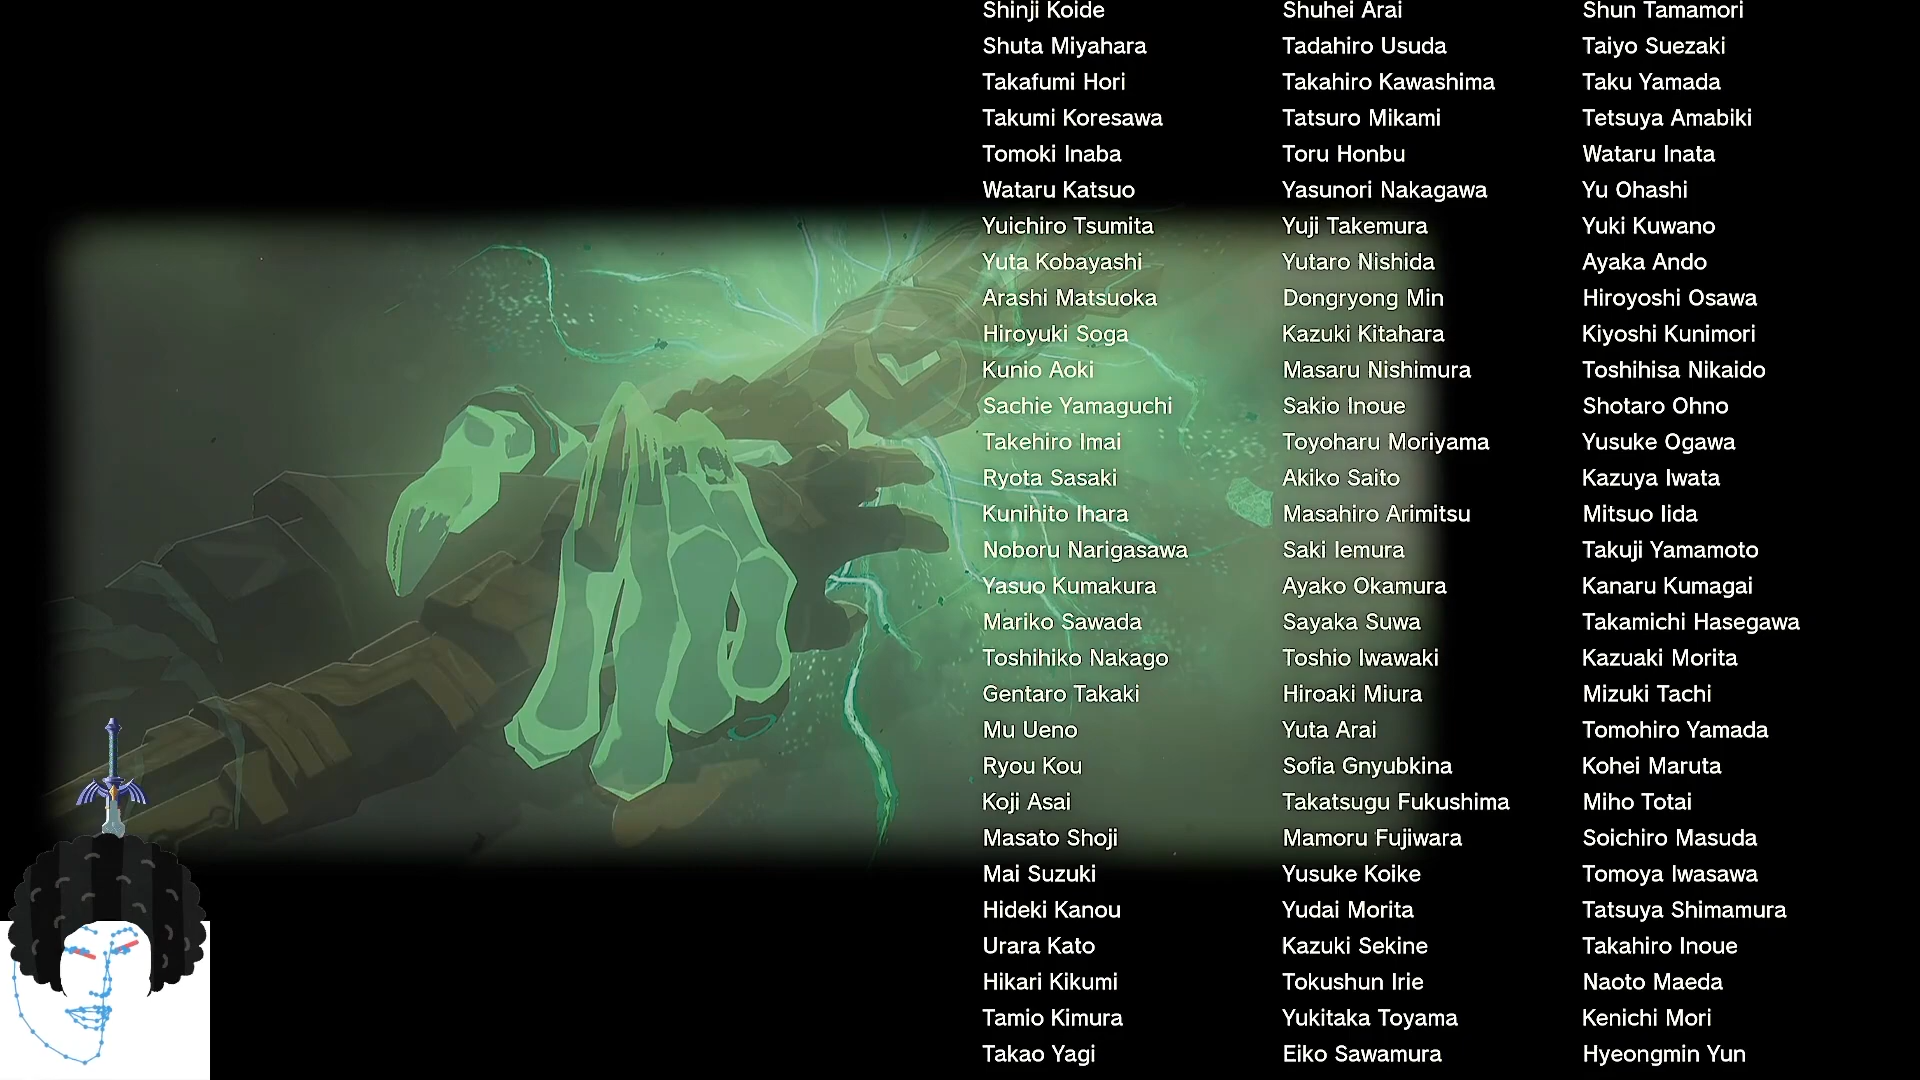 Shinji Koide Shuhei Arai Shun Tamamori
Shuta Miyahara Tadahiro Usuda Taiyo Suezaki
Takafumi Hori Takahiro Kawashima Taku Yamada
Takumi Koresawa Tatsuro Mikami Tetsuya Amabiki
Tomoki Inaba Toru Honbu Wataru Inata
Wataru Katsuo Yasunori Nakagawa Yu Ohashi
Yuichiro Tsumita Yuji Takemura Yuki Kuwano
Yuta Kobayashi Yutaro Nishida Ayaka Ando
Arashi Matsuoka Dongryong Min Hiroyoshi Osawa
Hiroyuki Soga Kazuki Kitahara Kiyoshi Kunimori
Kunio Aoki Masaru Nishimura Toshihisa Nikaido
Sachie Yamaguchi Sakio Inoue Shotaro Ohno
Takehiro Imai Toyoharu Moriyama Yusuke Ogawa
Ryota Sasaki Akiko Saito Kazuya Iwata
Kunihito Ihara Masahiro Arimitsu Mitsuo Iida
Noboru Narigasawa Saki Iemura Takuji Yamamoto
Yasuo Kumakura Ayako Okamura Kanaru Kumagai
Mariko Sawada Sayaka Suwa Takamichi Hasegawa
Toshihiko Nakago Toshio Iwawaki Kazuaki Morita
Gentaro Takaki Hiroaki Miura Mizuki Tachi
Mu Ueno Yuta Arai Tomohiro Yamada
Ryou Kou Sofia Gnyubkina Kohei Maruta
Koji Asai Takatsugu Fukushima Miho Totai
Masato Shoji Mamoru Fujiwara Soichiro Masuda
Mai Suzuki Yusuke Koike Tomoya Iwasawa
Hideki Kanou Yudai Morita Tatsuya Shimamura
Urara Kato Kazuki Sekine Takahiro Inoue
Hikari Kikumi Tokushun Irie Naoto Maeda
Tamio Kimura Yukitaka Toyama Kenichi Mori
Takao Yagi Eiko Sawamura Hyeongmin Yun